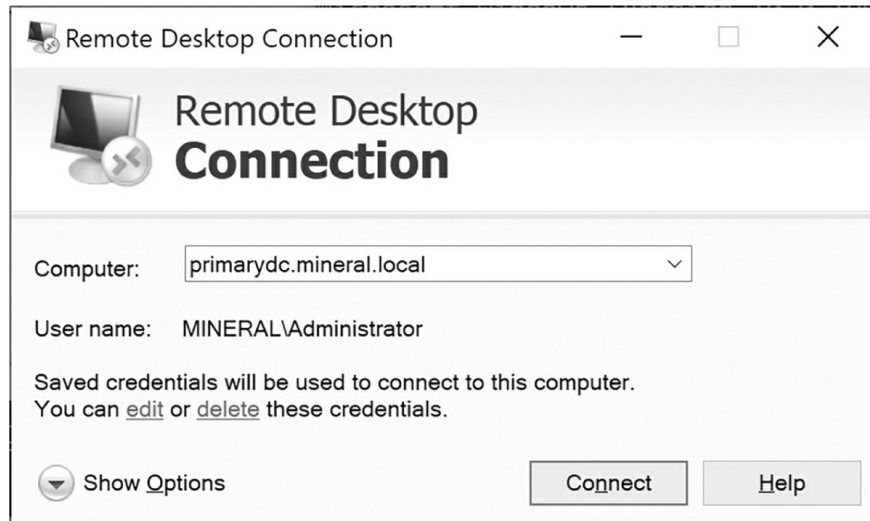 Remote Desktop Connection
Remote Desktop
Connection
Computer: primarydc.mineral.local
User name: MINERAL\Administrator
Saved credentials will be used to connect to this computer.
You can edit or delete these credentials.
Show Options Connect Help